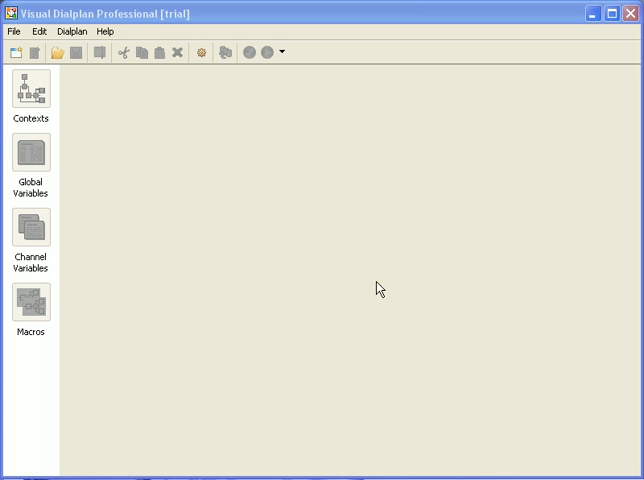 Visual Dialplan Professional [trial]
File Edit Dialplan Help
Contexts
Global
Variables
Channel
Variables
Macros